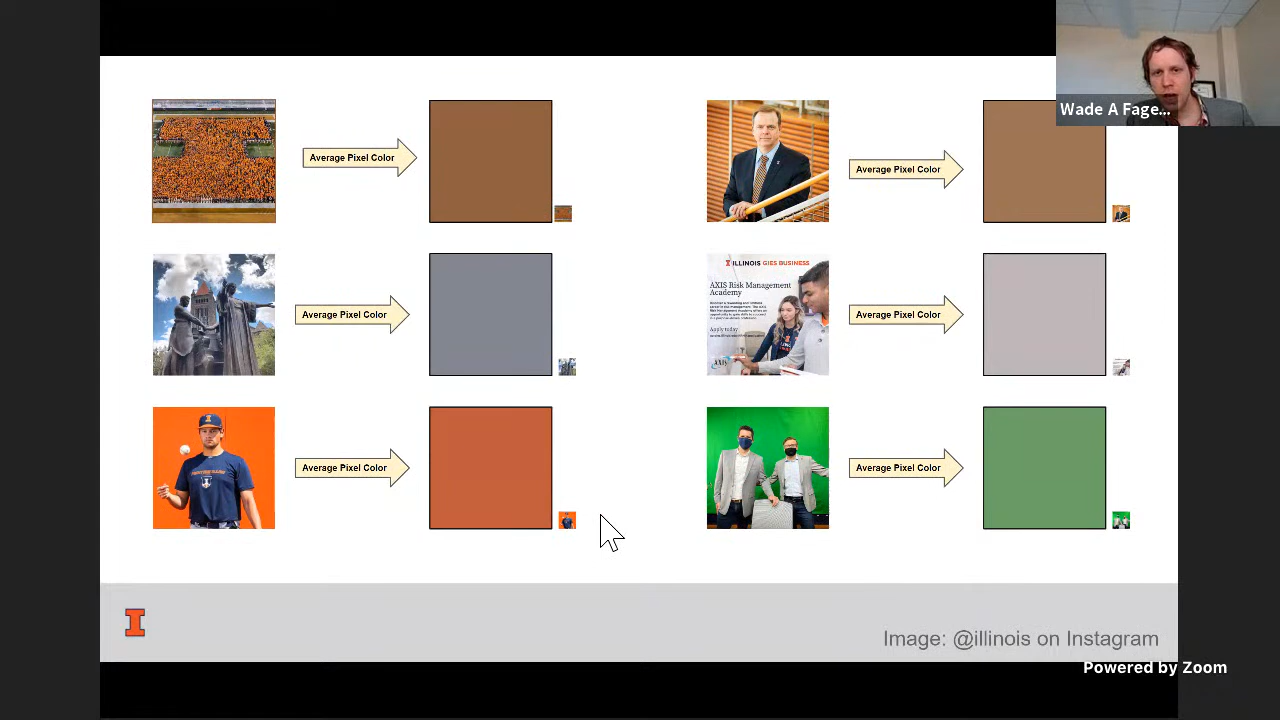 Wade A Fage...
Average Pixel Color
Average Pixel Color
Average Pixel Color
ILLINOIS GIES BUSINESS
AXIS Risk Management
Academy
Apply today
AXIS
Average Pixel Color
Average Pixel Color
Average Pixel Color
I
Image: @illinois on Instagram
Powered by Zoom